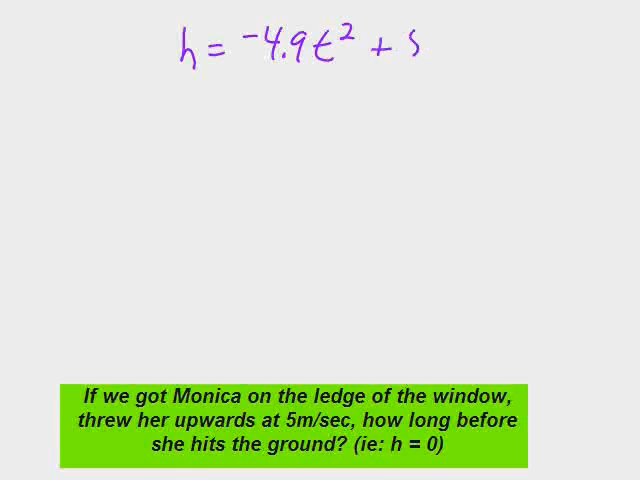 h = -4.9t² + s
If we got Monica on the ledge of the window,
threw her upwards at 5m/sec, how long before
she hits the ground? (ie: h = 0)